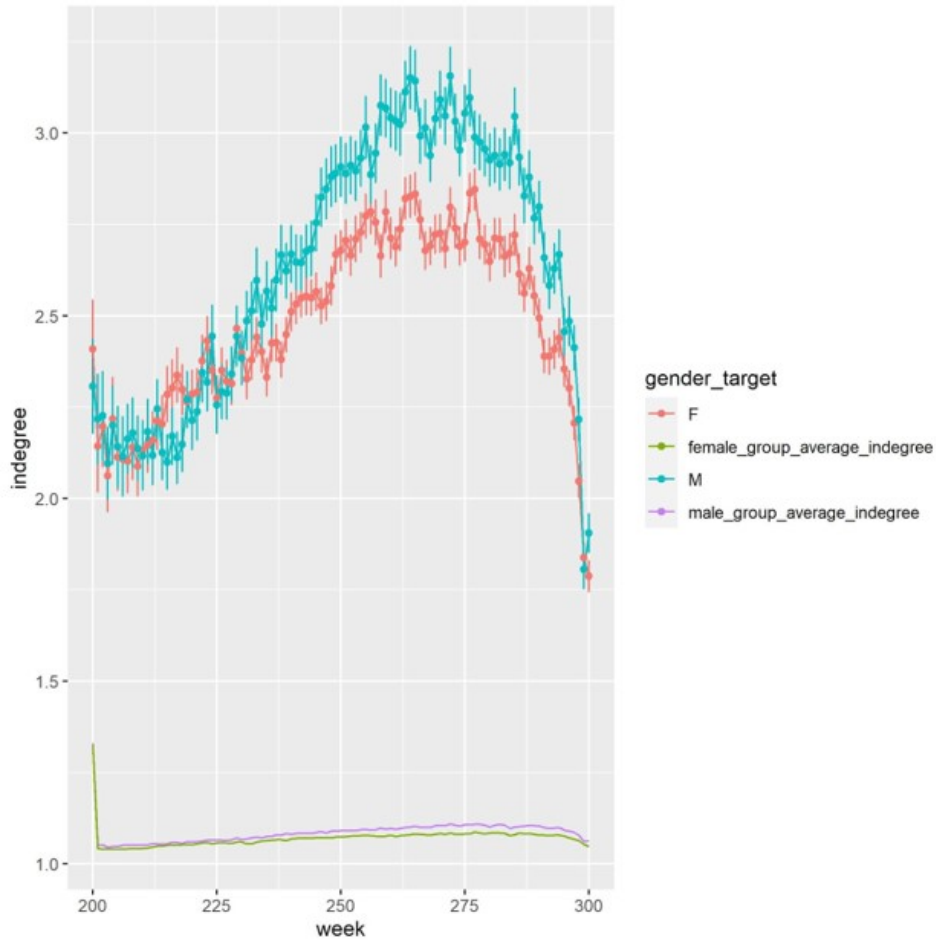 3.0
2.5
2.0
1.5
1.0
indegree
200
225
250
275
300
week
gender_target
F
female_group_average_indegree
M
male_group_average_indegree